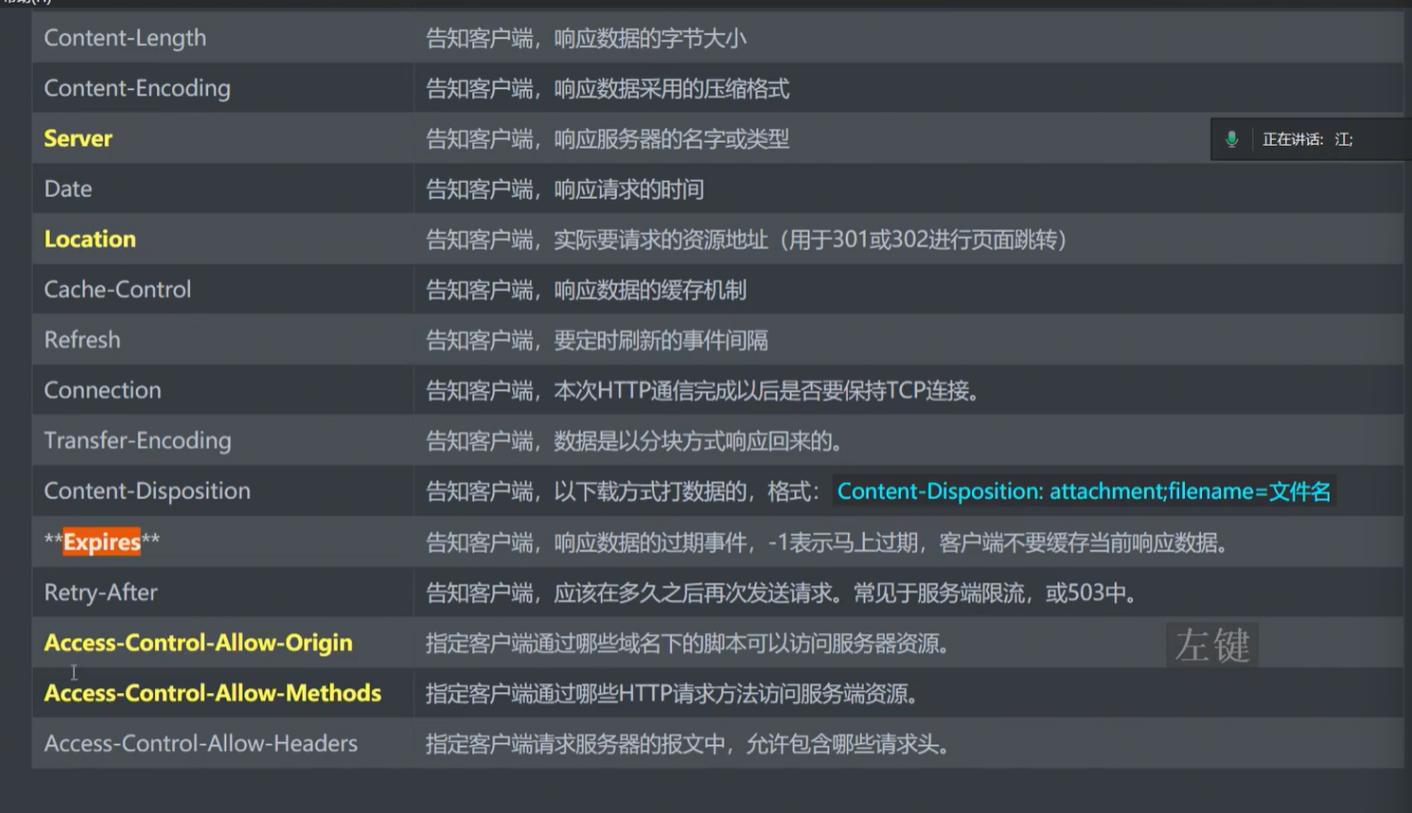 Content-Length 告知客户端，响应数据的字节大小
Content-Encoding 告知客户端，响应数据采用的压缩格式
Server 告知客户端，响应服务器的名字或类型
正在讲话: 江;
Date 告知客户端，响应请求的时间
Location 告知客户端，实际要请求的资源地址（用于301或302进行页面跳转）
Cache-Control 告知客户端，响应数据的缓存机制
Refresh 告知客户端，要定时刷新的事件间隔
Connection 告知客户端，本次HTTP通信完成以后是否要保持TCP连接。
Transfer-Encoding 告知客户端，数据是以分块方式响应回来的。
Content-Disposition 告知客户端，以下载方式打数据的，格式： Content-Disposition: attachment;filename=文件名
**Expires** 告知客户端，响应数据的过期事件，-1表示马上过期，客户端不要缓存当前响应数据。
Retry-After 告知客户端，应该在多久之后再次发送请求。常见于服务端限流，或503中。
Access-Control-Allow-Origin 指定客户端通过哪些域名下的脚本可以访问服务器资源。
左键
Access-Control-Allow-Methods 指定客户端通过哪些HTTP请求方法访问服务端资源。
Access-Control-Allow-Headers 指定客户端请求服务器的报文中，允许包含哪些请求头。